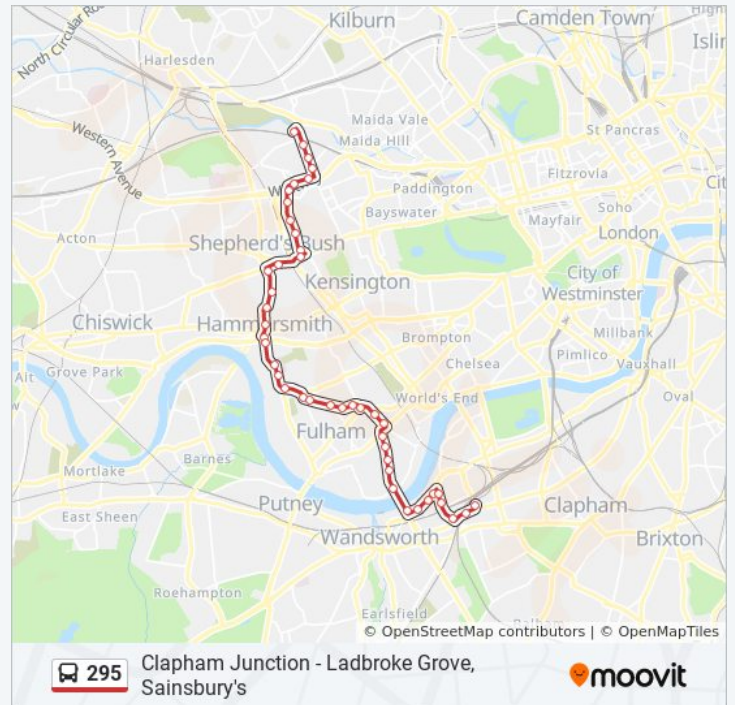 Kilburn
Camden Town
High
Islin
North Circular Ro
Harlesden
Maida Vale
Maida Hill
St Pancras
Western Avenue
Fitzrovia
Cit
Paddington
W
Bayswater
Soho
Mayfair
London
Acton
Shepherd's Bush
Kensington
City of
Westminster
Chiswick
Hammersmith
Millbank
Brompton
Pimlico
Vauxhall
Chelsea
Grove Park
Alt
World's End
Oval
w
Fulham
Barnes
Mortlake
Putney
Clapham
East Sheen
Wandsworth
Brixton
Roehampton
Earlsfield
Balham
© OpenStreetMap contributors | © OpenMapTiles
295
Clapham Junction - Ladbroke Grove,
Sainsbury's
moovit